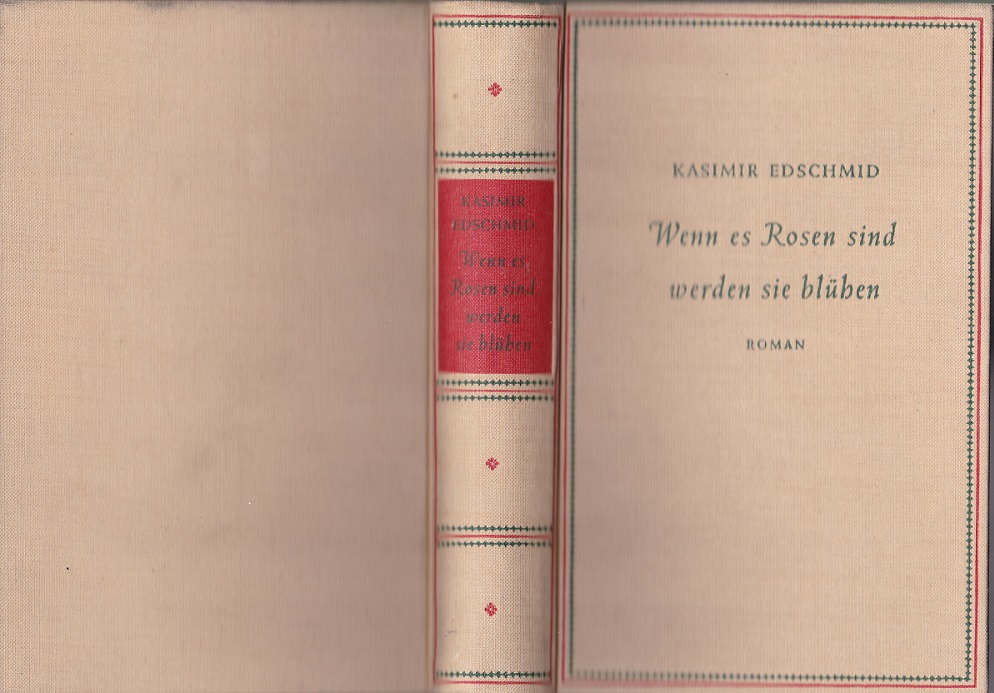 KASIMIR
EDSCHMID
Wenn es
Rosen sind
werden
sie blühen
KASIMIR EDSCHMID
Wenn es Rosen sind
werden sie blühen
ROMAN